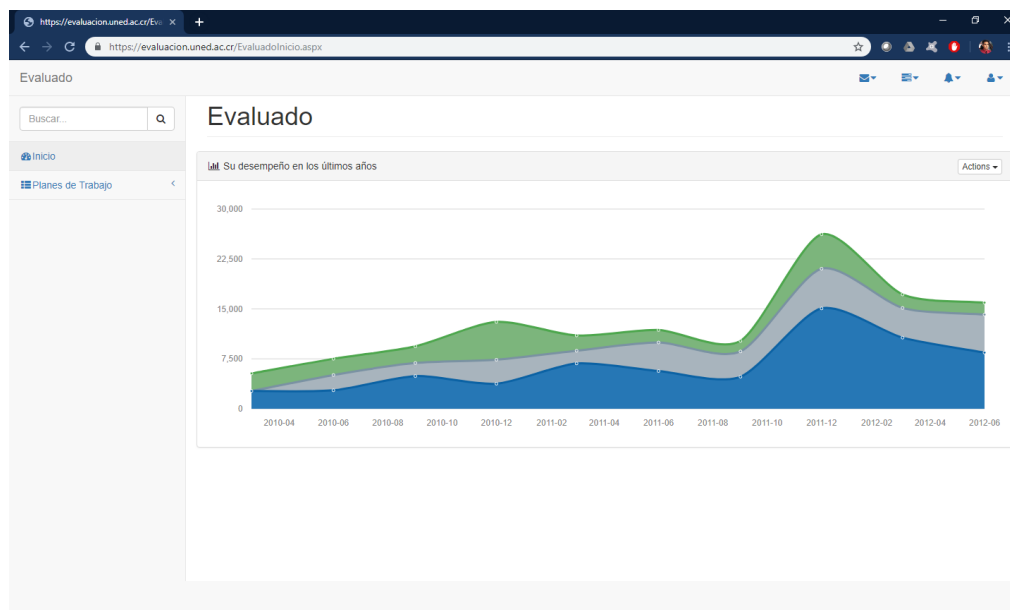 https://evaluacion.uned.ac.cr/Eva
https://evaluacion.uned.ac.cr/EvaluadoInicio.aspx
Evaluado
Buscar...
Evaluado
Inicio
Su desempeño en los últimos años
Actions
Planes de Trabajo
30,000
22,500
15,000
7,500
0
2010-04 2010-06 2010-08 2010-10 2010-12 2011-02 2011-04 2011-06 2011-08 2011-10 2011-12 2012-02 2012-04 2012-06